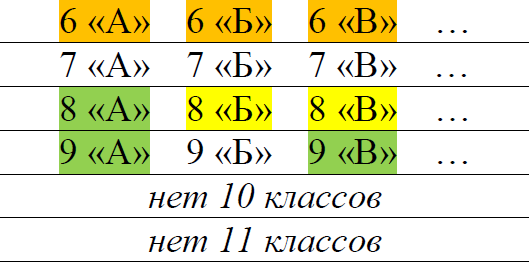 6 «А» 6 «Б» 6 «В» …
7 «А» 7 «Б» 7 «В» …
8 «А» 8 «Б» 8 «В» …
9 «А» 9 «Б» 9 «В» …
нет 10 классов
нет 11 классов